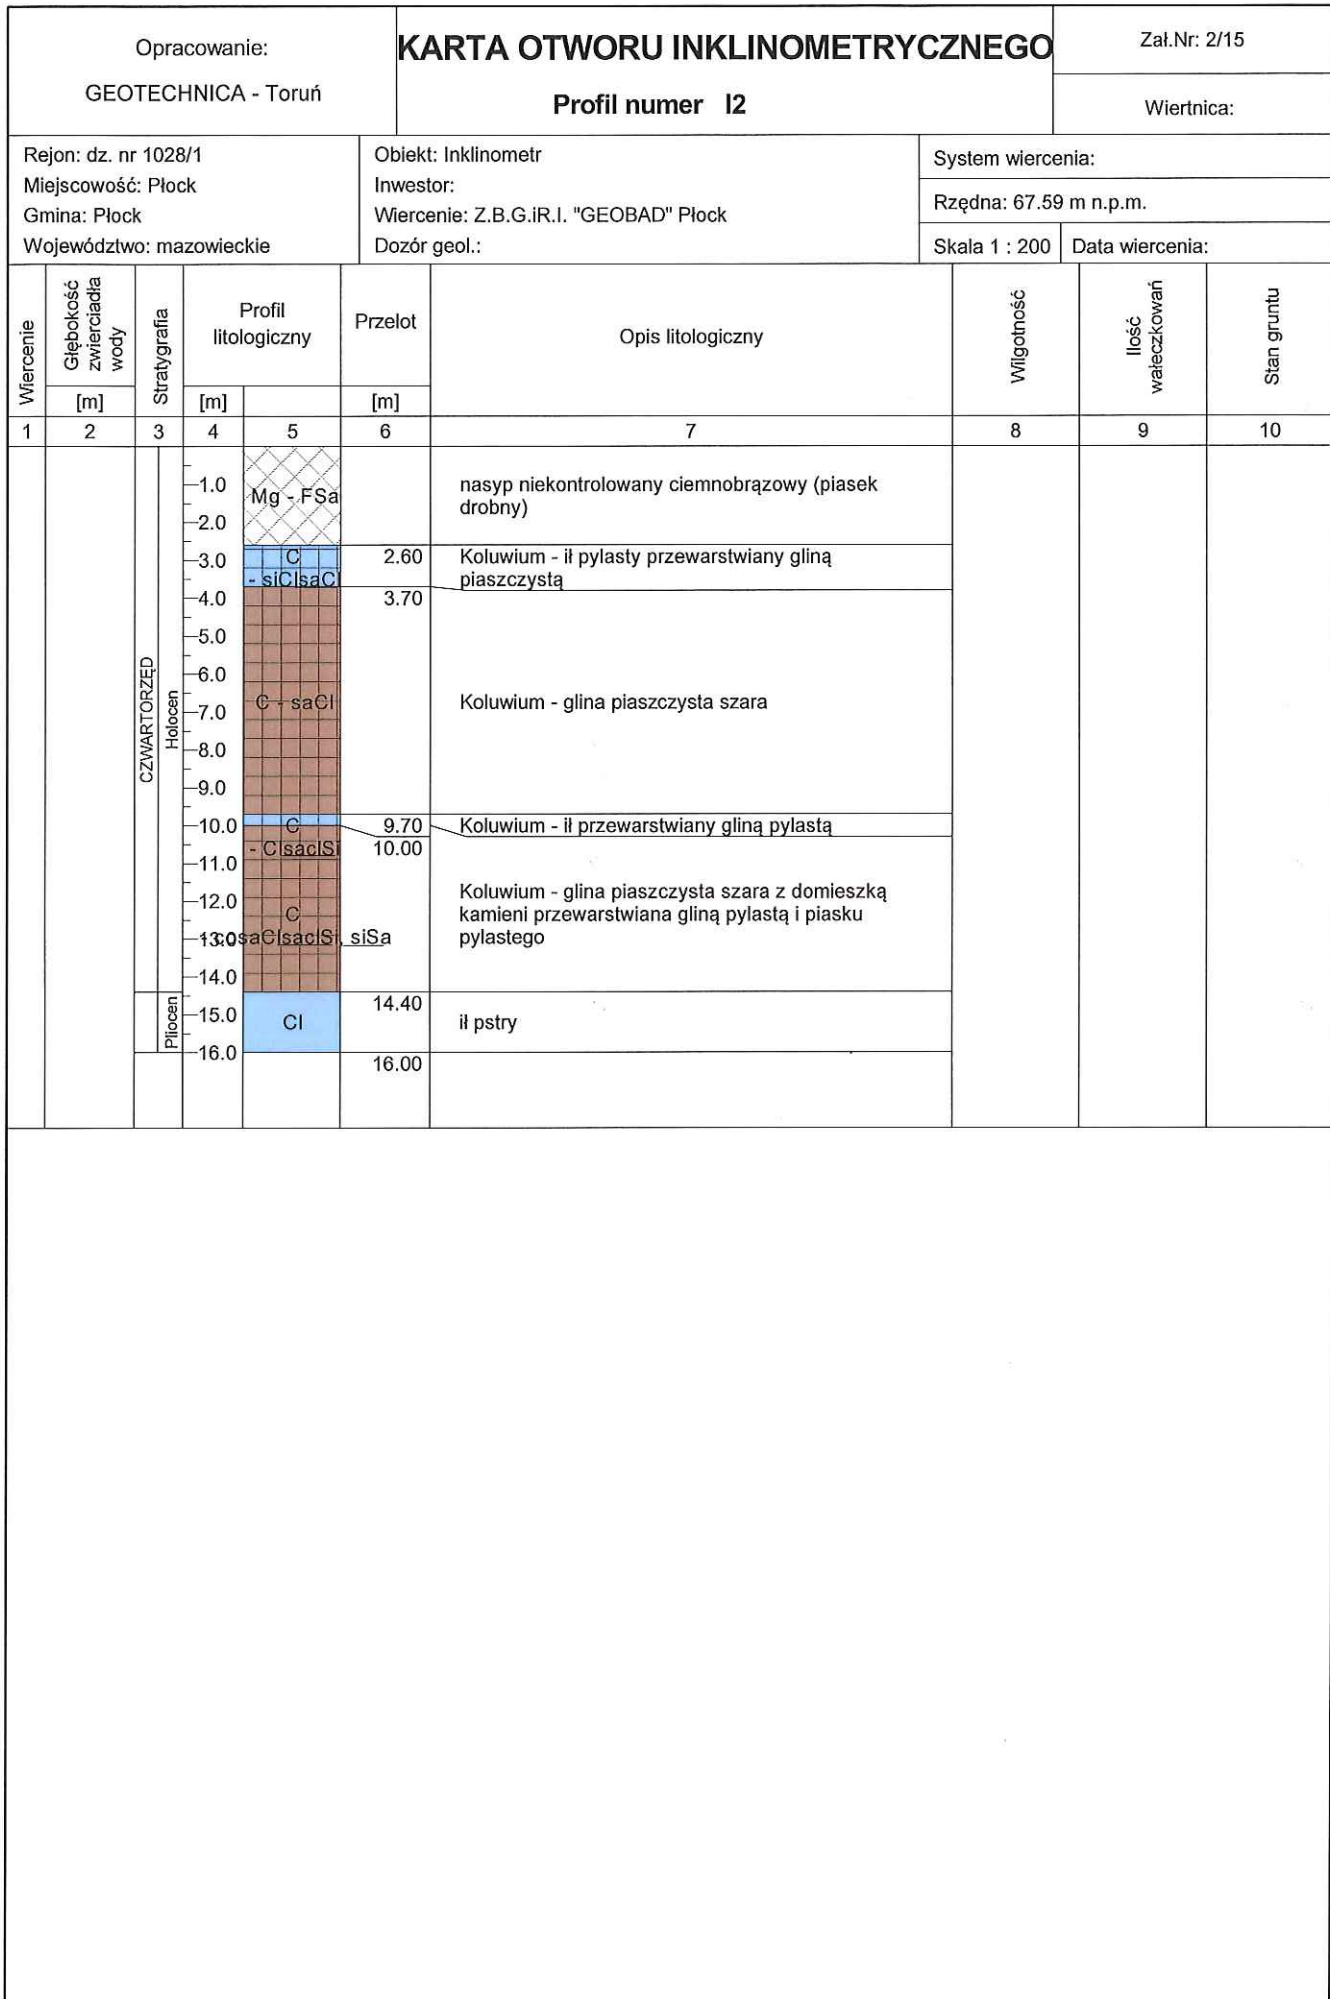 Opracowanie:
GEOTECHNICA - Toruń
KARTA OTWORU INKLINOMETRYCZNEGO
Profil numer I2
Zał.Nr: 2/15
Wiertnica:
Rejon: dz. nr 1028/1
Miejscowość: Płock
Gmina: Płock
Województwo: mazowieckie
Obiekt: Inklinometr
Inwestor:
Wiercenie: Z.B.G.iR.I. "GEOBAD" Płock
Dozór geol.:
System wiercenia:
Rzędna: 67.59 m n.p.m.
Skala 1 : 200
Data wiercenia:
Wiercenie
Głębokość
zwierciadła
wody
[m]
Stratygrafia
Profil
litologiczny
[m]
Przelot
[m]
Opis litologiczny
Wilgotność
Ilość
wałeczkowań
Stan gruntu
1 2 3 4 5 6 7 8 9 10
CZWARTORZĘD
Holocen
Pliocen
1.0
2.0
3.0
4.0
5.0
6.0
7.0
8.0
9.0
10.0
11.0
12.0
13.0
14.0
15.0
16.0
Mg - FSa
C
- siClsaCl
C - saCl
C
- ClsaclSi
C
- cosaClsaclSi, siSa
Cl
2.60
3.70
9.70
10.00
14.40
16.00
nasyp niekontrolowany ciemnobrązowy (piasek
drobny)
Koluwium - ił pylasty przewarstwiany gliną
piaszczystą
Koluwium - glina piaszczysta szara
Koluwium - ił przewarstwiany gliną pylastą
Koluwium - glina piaszczysta szara z domieszką
kamieni przewarstwiana gliną pylastą i piasku
pylastego
ił pstry